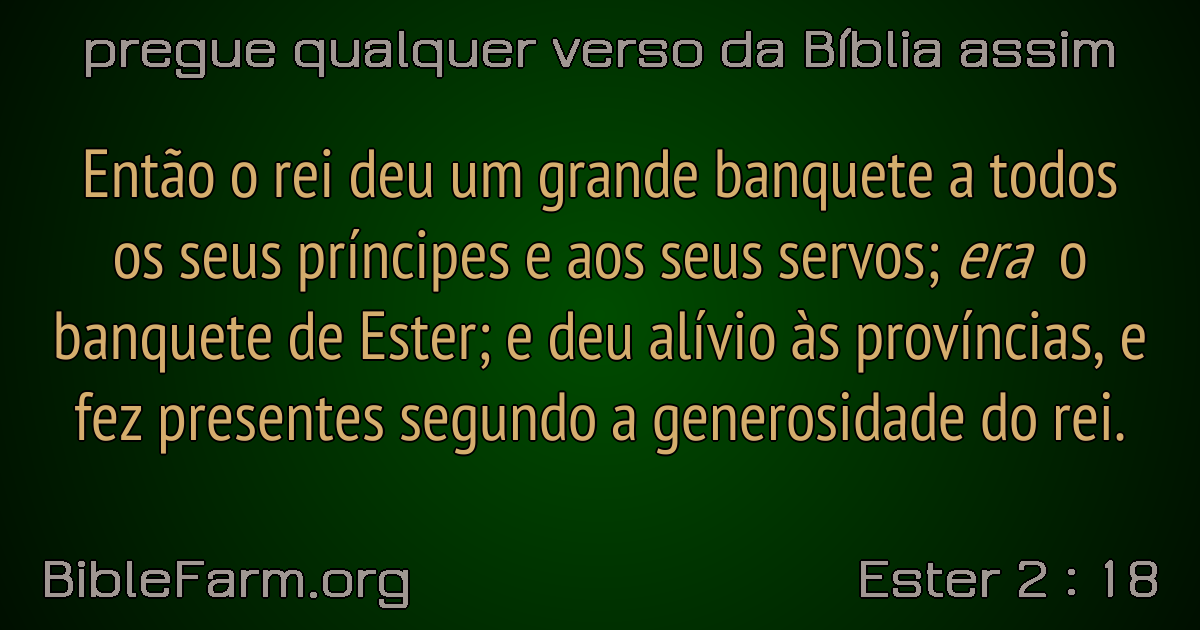 pregue qualquer verso da Bíblia assim
Então o rei deu um grande banquete a todos
os seus príncipes e aos seus servos; era o
banquete de Ester; e deu alívio às províncias, e
fez presentes segundo a generosidade do rei.
BibleFarm.org
Ester 2 : 18